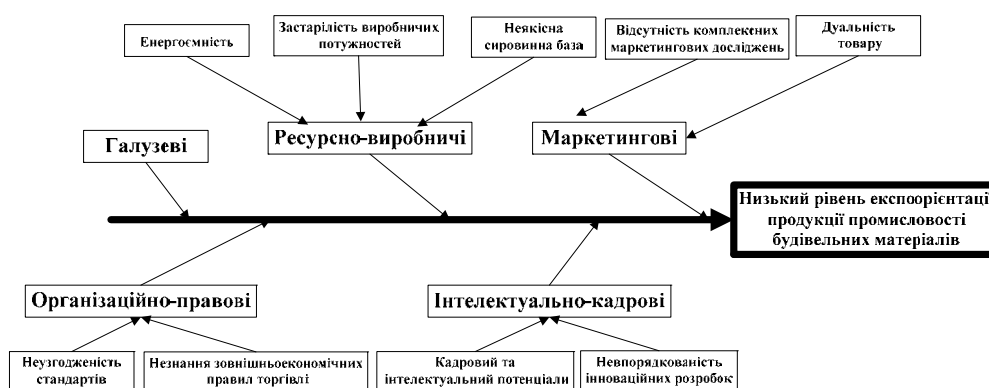 Енергоємність
Застарілість виробничих
потужностей
Неякісна
сировинна база
Відсутність комплексних
маркетингових досліджень
Дуальність
товару
Галузеві
Ресурсно-виробничі
Маркетингові
Низький рівень експоорієнтації
продукції промисловості
будівельних матеріалів
Організаційно-правові
Інтелектуально-кадрові
Неузгодженість
стандартів
Незнання зовнішньоекономічних
правил торгівлі
Кадровий та
інтелектуальний потенціали
Невпорядкованість
інноваційних розробок